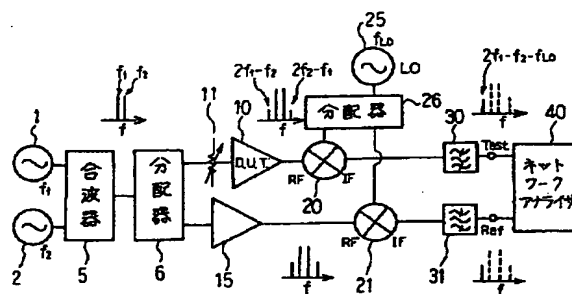 25
fLO
LO
2f₁-f₂
2f₂-f₁
分配器
26
2f₁-f₂-fLO
f
f₁
f₂
f
1
f₁
2
f₂
合波器
5
分配器
6
11
10
D.U.T.
f
15
f
RF
IF
20
RF
IF
21
30
Test
31
Ref
f
40
ネット
ワーク
アナライザ